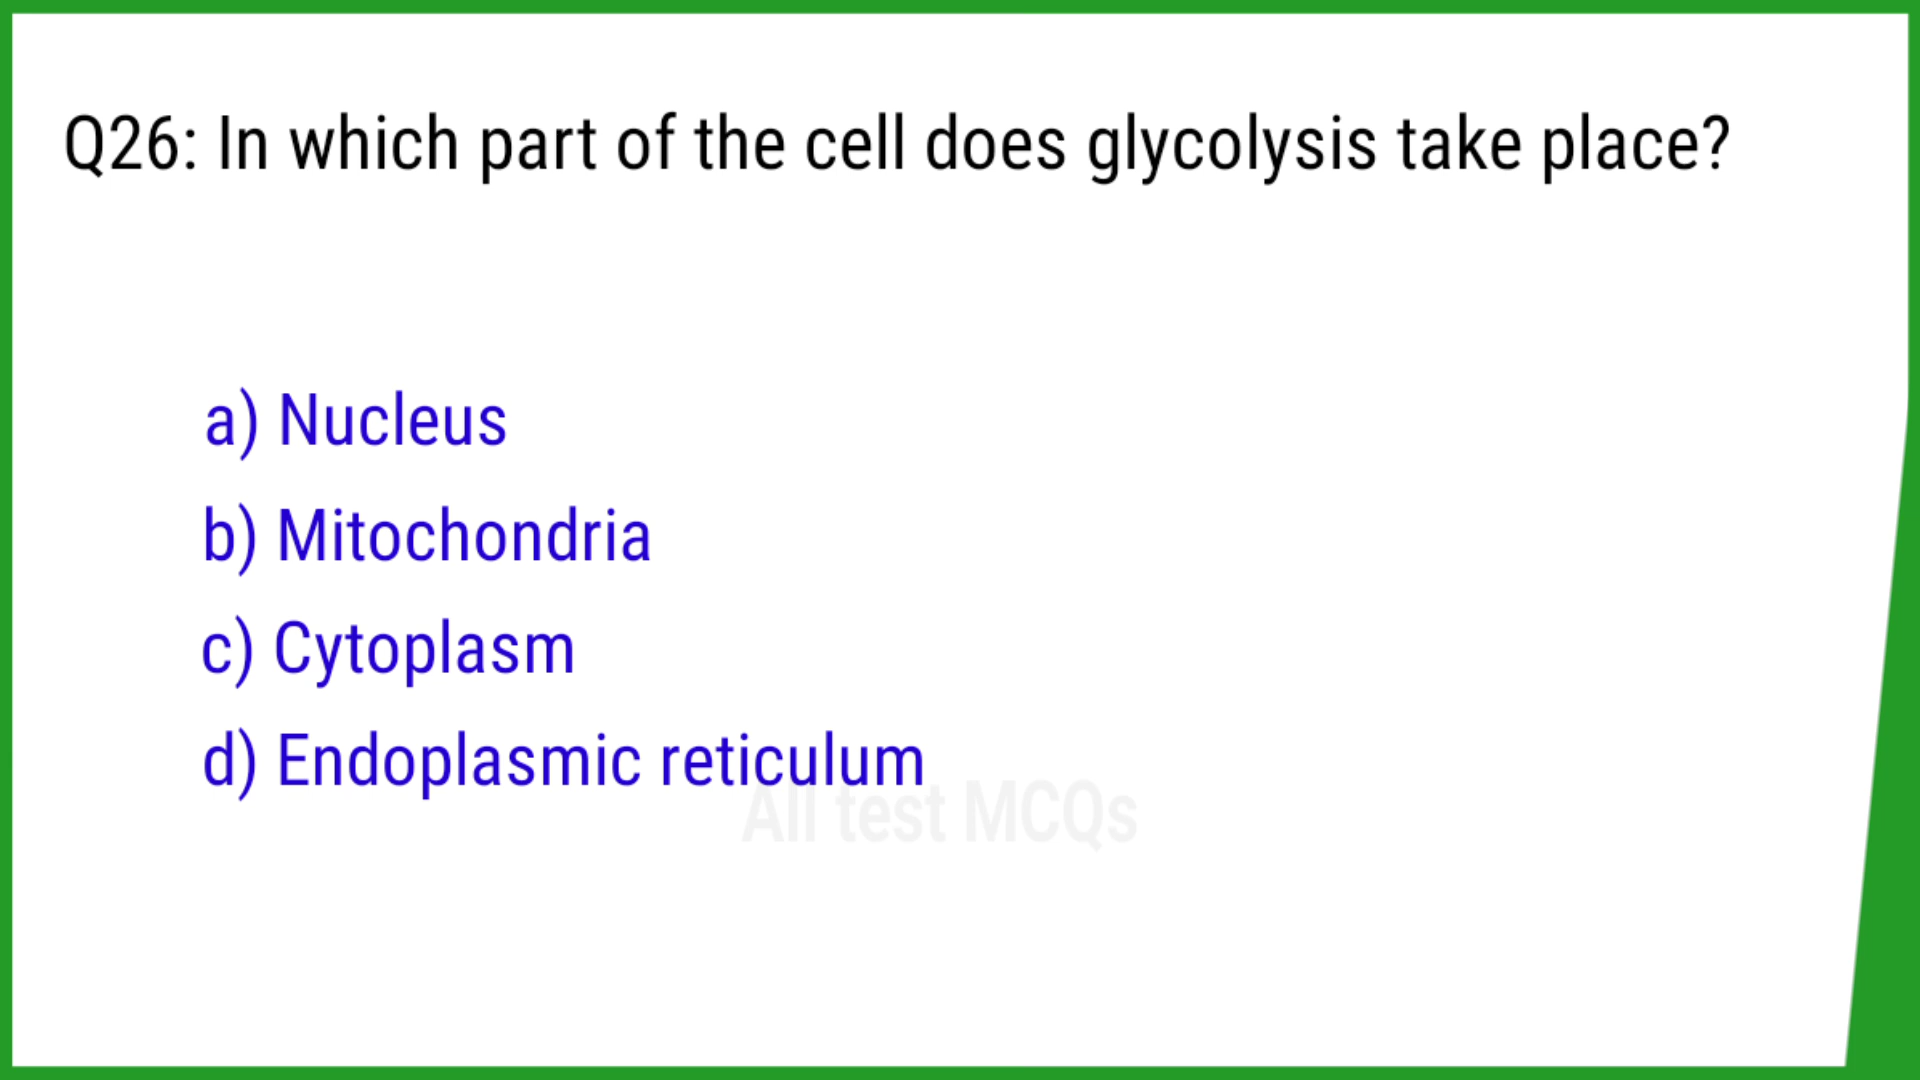 Q26: In which part of the cell does glycolysis take place?
a) Nucleus
b) Mitochondria
c) Cytoplasm
d) Endoplasmic reticulum
All test MCQs